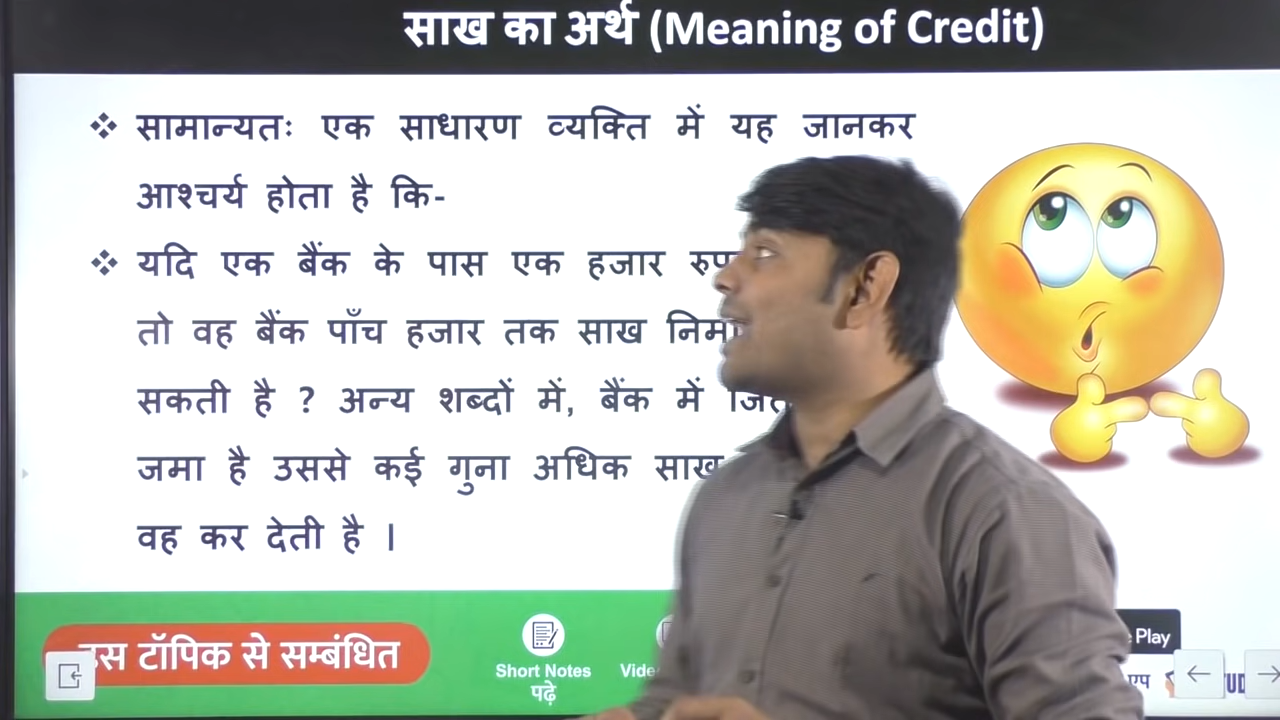 साख का अर्थ (Meaning of Credit)
❖ सामान्यतः एक साधारण व्यक्ति में यह जानकर
आश्चर्य होता है कि-
❖ यदि एक बैंक के पास एक हजार
तो वह बैंक पाँच हजार तक साख
सकती है ? अन्य शब्दों में, बैंक में
जमा है उससे कई गुना अधिक साख
वह कर देती है ।
टॉपिक से सम्बंधित
Short Notes
पढ़े
Play
एप